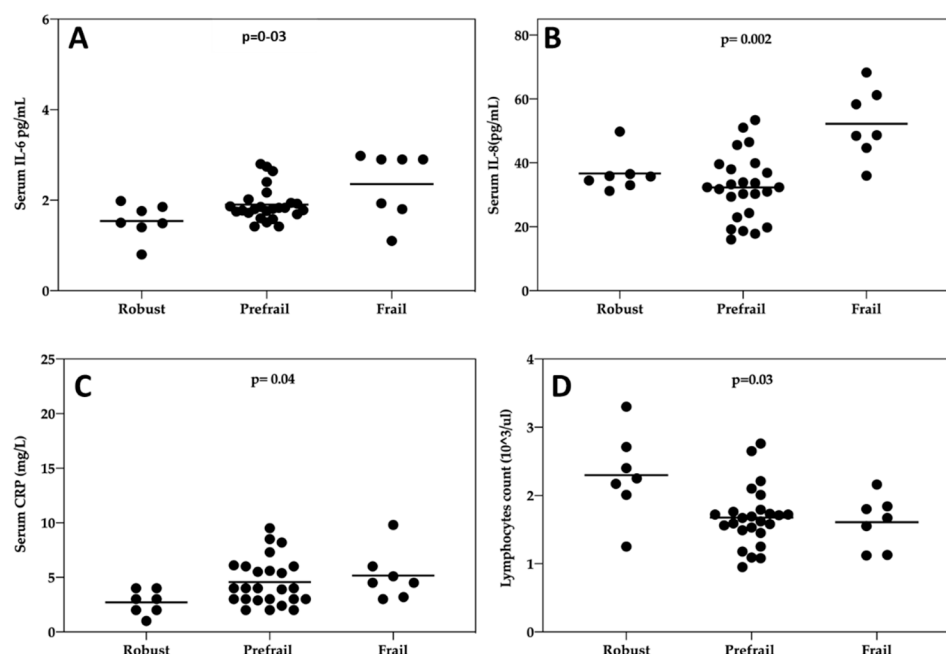 A
p=0-03
Serum IL-6 pg/mL
6
4
2
0
Robust
Prefrail
Frail
B
p= 0.002
Serum IL-8(pg/mL)
80
60
40
20
0
Robust
Prefrail
Frail
C
p= 0.04
Serum CRP (mg/L)
25
20
15
10
5
0
Robust
Prefrail
Frail
D
p=0.03
Lymphocytes count (10^3/ul)
4
3
2
1
0
Robust
Prefrail
Frail